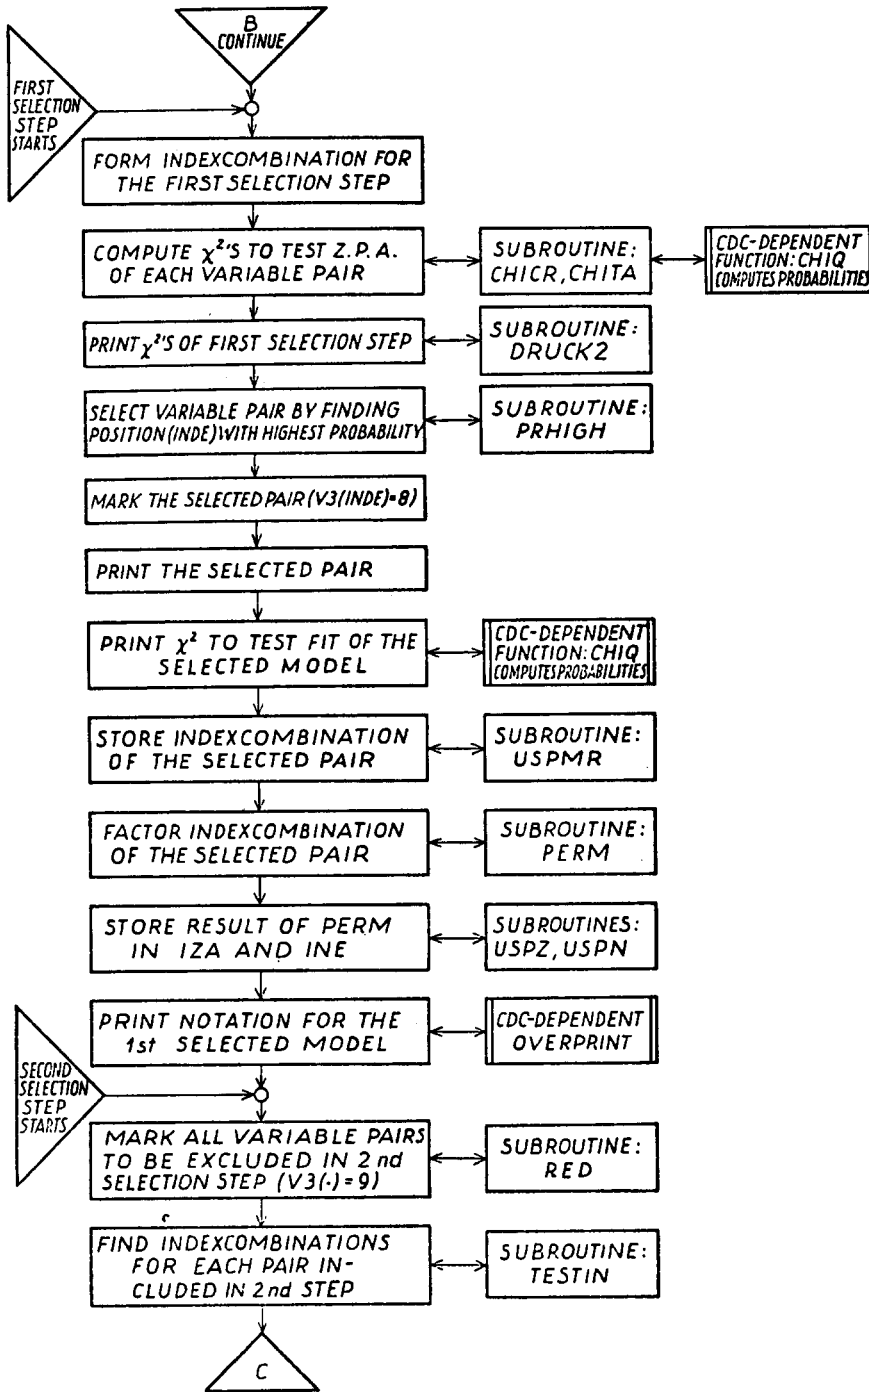 B
CONTINUE
FIRST
SELECTION
STEP
STARTS
FORM INDEXCOMBINATION FOR
THE FIRST SELECTION STEP
COMPUTE χ²'S TO TEST Z.P.A.
OF EACH VARIABLE PAIR
SUBROUTINE:
CHICR, CHITA
CDC-DEPENDENT
FUNCTION: CHIQ
COMPUTES PROBABILITIES
PRINT χ²'S OF FIRST SELECTION STEP
SUBROUTINE:
DRUCK2
SELECT VARIABLE PAIR BY FINDING
POSITION (INDE) WITH HIGHEST PROBABILITY
SUBROUTINE:
PRHIGH
MARK THE SELECTED PAIR (V3(INDE)=8)
PRINT THE SELECTED PAIR
PRINT χ² TO TEST FIT OF THE
SELECTED MODEL
CDC-DEPENDENT
FUNCTION: CHIQ
COMPUTES PROBABILITIES
STORE INDEXCOMBINATION
OF THE SELECTED PAIR
SUBROUTINE:
USPMR
FACTOR INDEXCOMBINATION
OF THE SELECTED PAIR
SUBROUTINE:
PERM
STORE RESULT OF PERM
IN IZA AND INE
SUBROUTINES:
USPZ, USPN
PRINT NOTATION FOR THE
1st SELECTED MODEL
CDC-DEPENDENT
OVERPRINT
SECOND
SELECTION
STEP
STARTS
MARK ALL VARIABLE PAIRS
TO BE EXCLUDED IN 2nd
SELECTION STEP (V3(·)=9)
SUBROUTINE:
RED
FIND INDEXCOMBINATIONS
FOR EACH PAIR IN-
CLUDED IN 2nd STEP
SUBROUTINE:
TESTIN
C